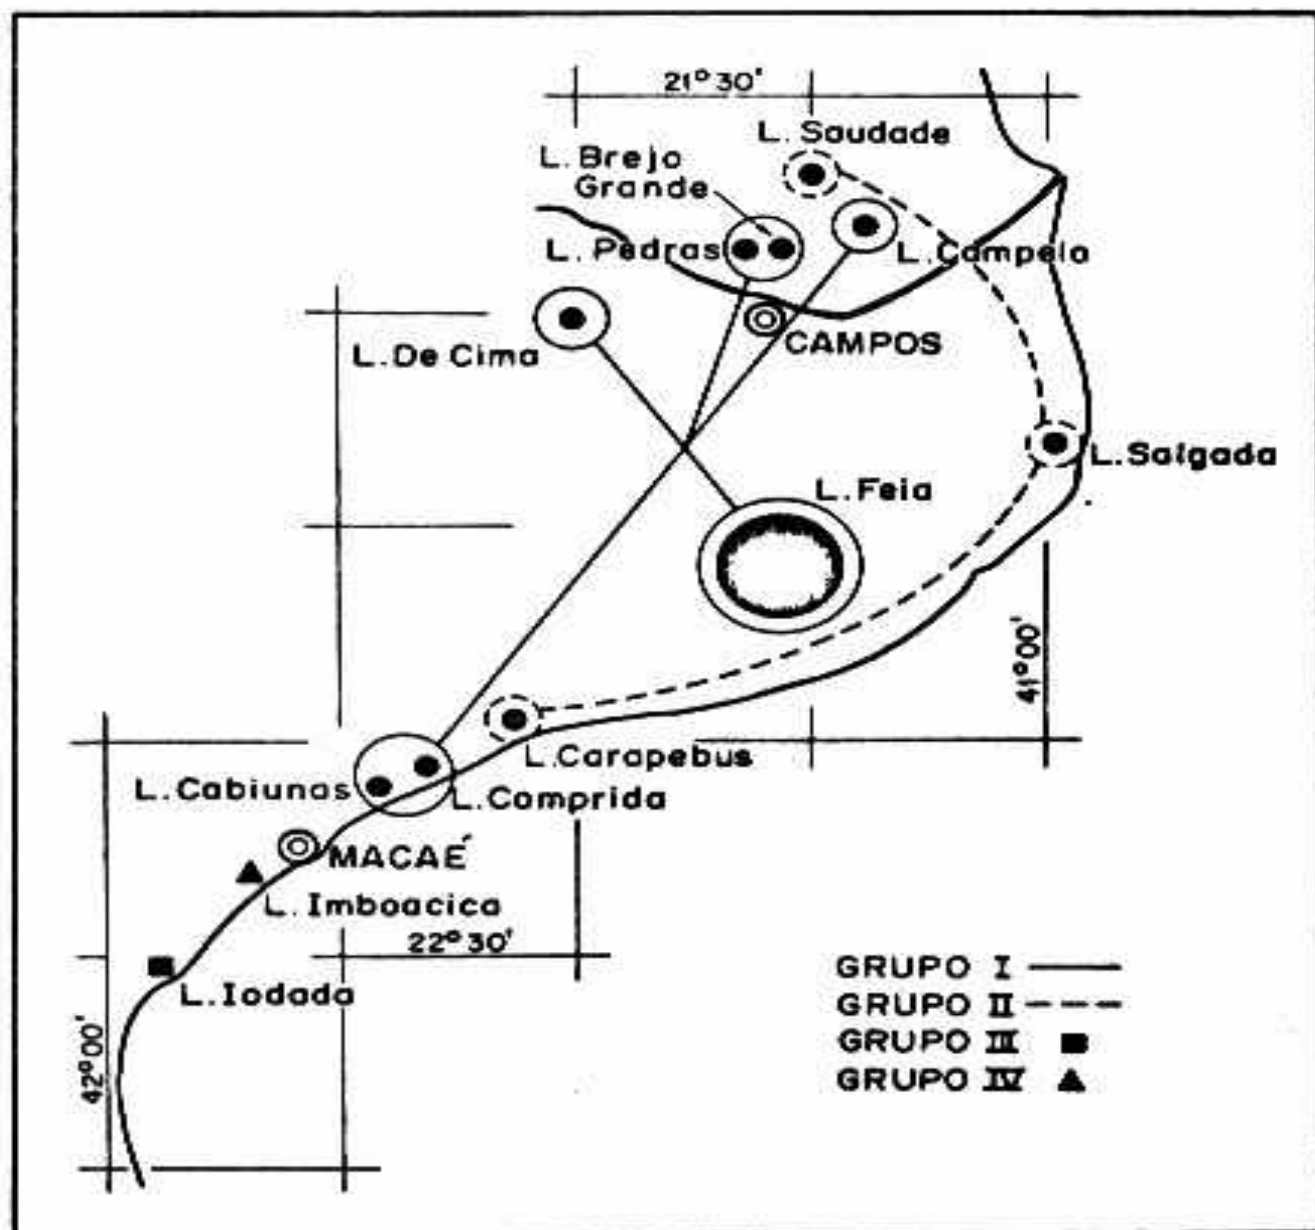 21°30'
L. Saudade
L. Brejo
Grande
L. Pedras
L. Campelo
L. De Cima
CAMPOS
L. Salgada
L. Feia
41°00'
L. Carapebus
L. Cabiunas
L. Comprida
MACAÉ
L. Imboacica
22°30'
L. Iodada
42°00'
GRUPO I
GRUPO II
GRUPO III
GRUPO IV